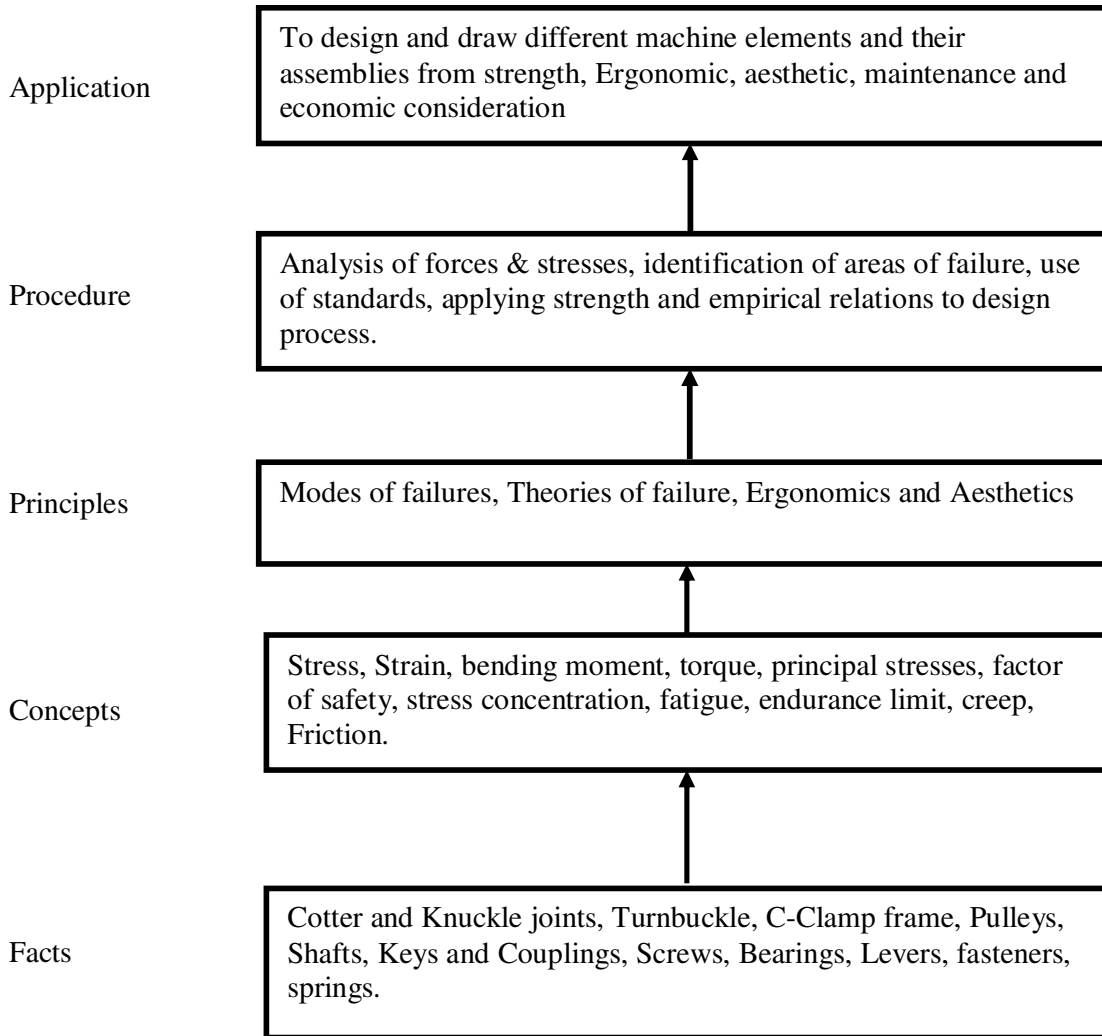 Application
To design and draw different machine elements and their
assemblies from strength, Ergonomic, aesthetic, maintenance and
economic consideration
Procedure
Analysis of forces & stresses, identification of areas of failure, use
of standards, applying strength and empirical relations to design
process.
Principles
Modes of failures, Theories of failure, Ergonomics and Aesthetics
Concepts
Stress, Strain, bending moment, torque, principal stresses, factor
of safety, stress concentration, fatigue, endurance limit, creep,
Friction.
Facts
Cotter and Knuckle joints, Turnbuckle, C-Clamp frame, Pulleys,
Shafts, Keys and Couplings, Screws, Bearings, Levers, fasteners,
springs.